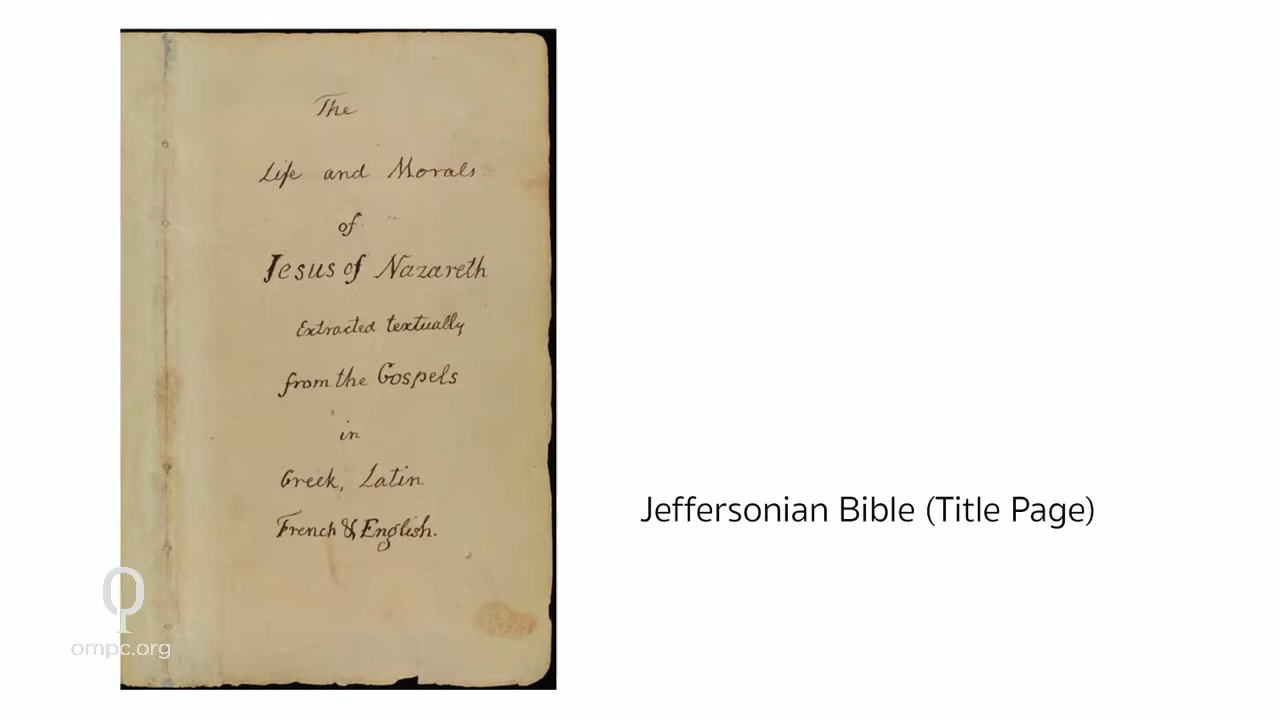 The
Life and Morals
of
Jesus of Nazareth
Extracted textually
from the Gospels
in
Greek, Latin
French & English.
Jeffersonian Bible (Title Page)
ompc.org